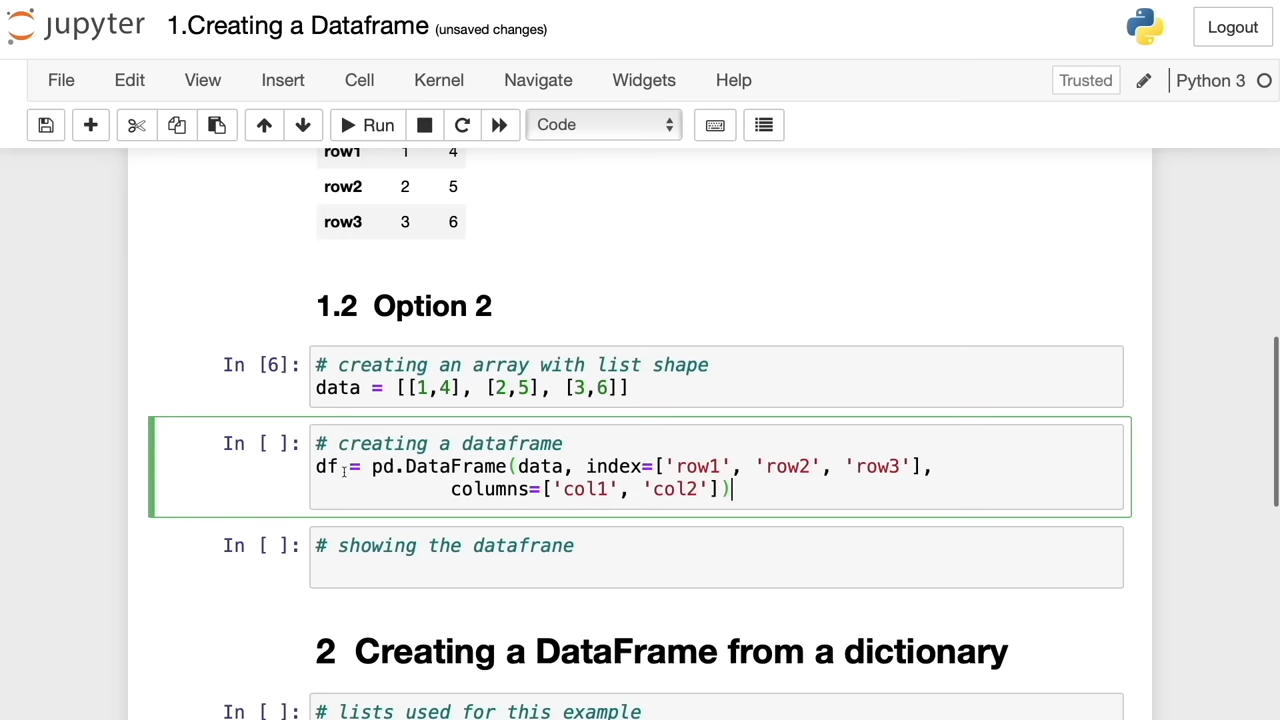 jupyter 1.Creating a Dataframe (unsaved changes) Logout
File Edit View Insert Cell Kernel Navigate Widgets Help Trusted Python 3
Run Code
row1 1 4
row2 2 5
row3 3 6
1.2 Option 2
In [6]: # creating an array with list shape
data = [[1,4], [2,5], [3,6]]
In [ ]: # creating a dataframe
df = pd.DataFrame(data, index=['row1', 'row2', 'row3'],
columns=['col1', 'col2'])
In [ ]: # showing the datafrane
2 Creating a DataFrame from a dictionary
In [ ]: # lists used for this example